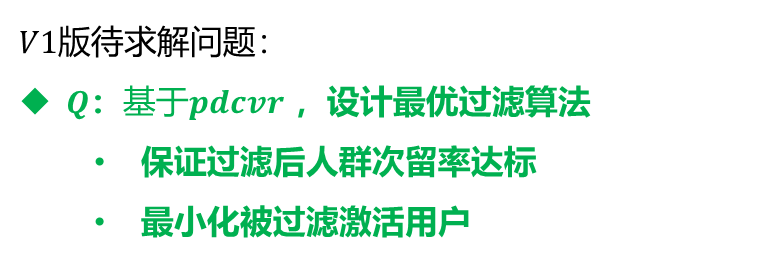 V1版待求解问题：
◆ Q：基于pdcvr，设计最优过滤算法
• 保证过滤后人群次留率达标
• 最小化被过滤激活用户